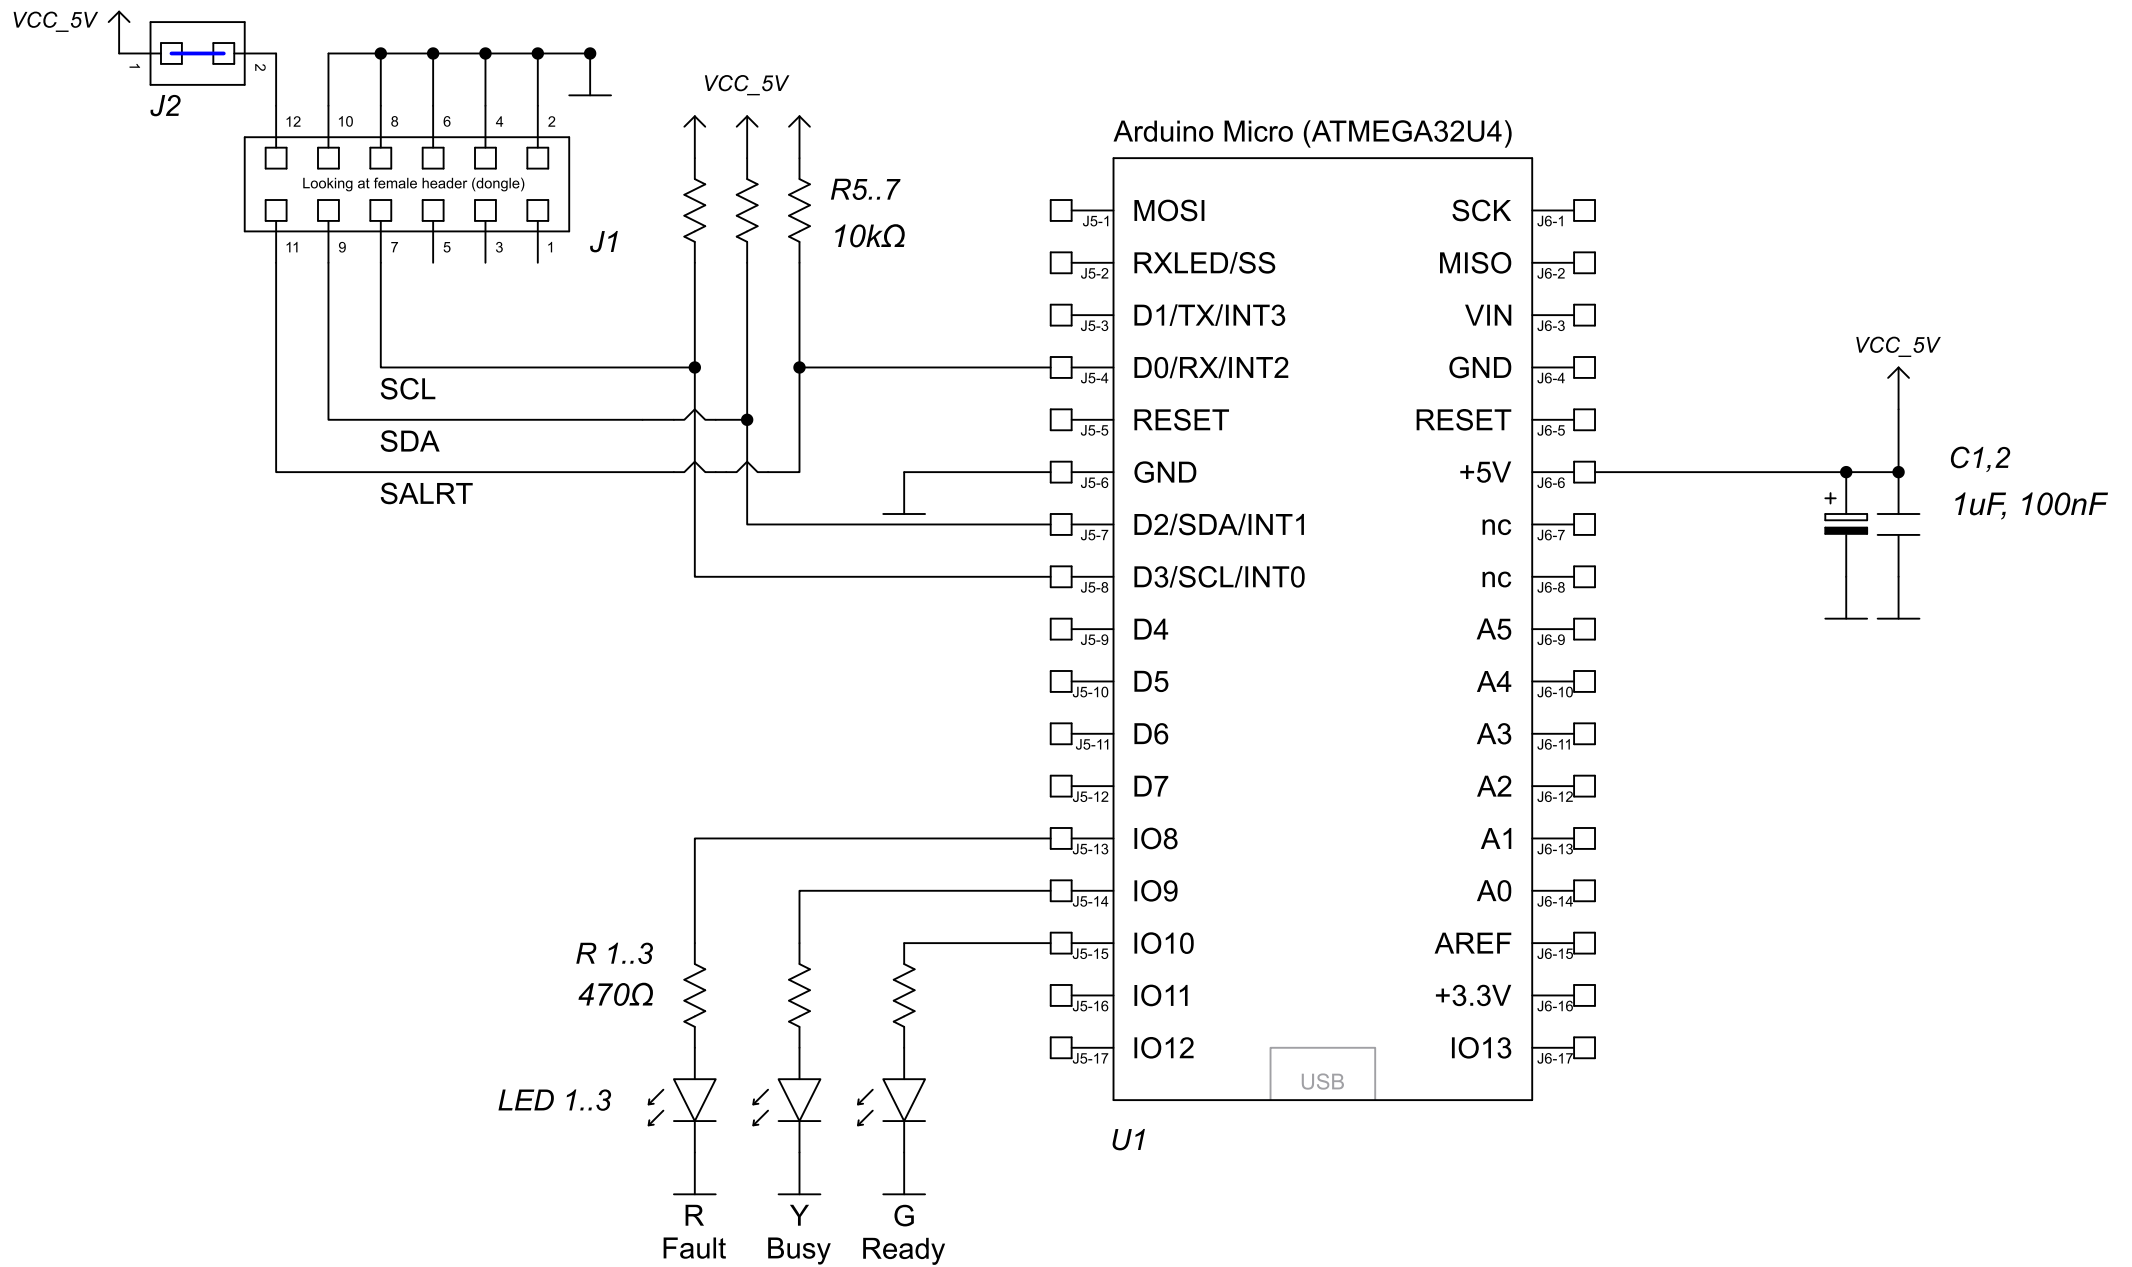 VCC_5V
1
2
J2
12
10
8
6
4
2
Looking at female header (dongle)
11
9
7
5
3
1
J1
VCC_5V
R5..7
10kΩ
SCL
SDA
SALRT
Arduino Micro (ATMEGA32U4)
J5-1 MOSI SCK J6-1
J5-2 RXLED/SS MISO J6-2
J5-3 D1/TX/INT3 VIN J6-3
J5-4 D0/RX/INT2 GND J6-4
J5-5 RESET RESET J6-5
J5-6 GND +5V J6-6
J5-7 D2/SDA/INT1 nc J6-7
J5-8 D3/SCL/INT0 nc J6-8
J5-9 D4 A5 J6-9
J5-10 D5 A4 J6-10
J5-11 D6 A3 J6-11
J5-12 D7 A2 J6-12
J5-13 IO8 A1 J6-13
J5-14 IO9 A0 J6-14
J5-15 IO10 AREF J6-15
J5-16 IO11 +3.3V J6-16
J5-17 IO12 IO13 J6-17
USB
U1
VCC_5V
C1,2
1uF, 100nF
+
R 1..3
470Ω
LED 1..3
R Y G
Fault Busy Ready